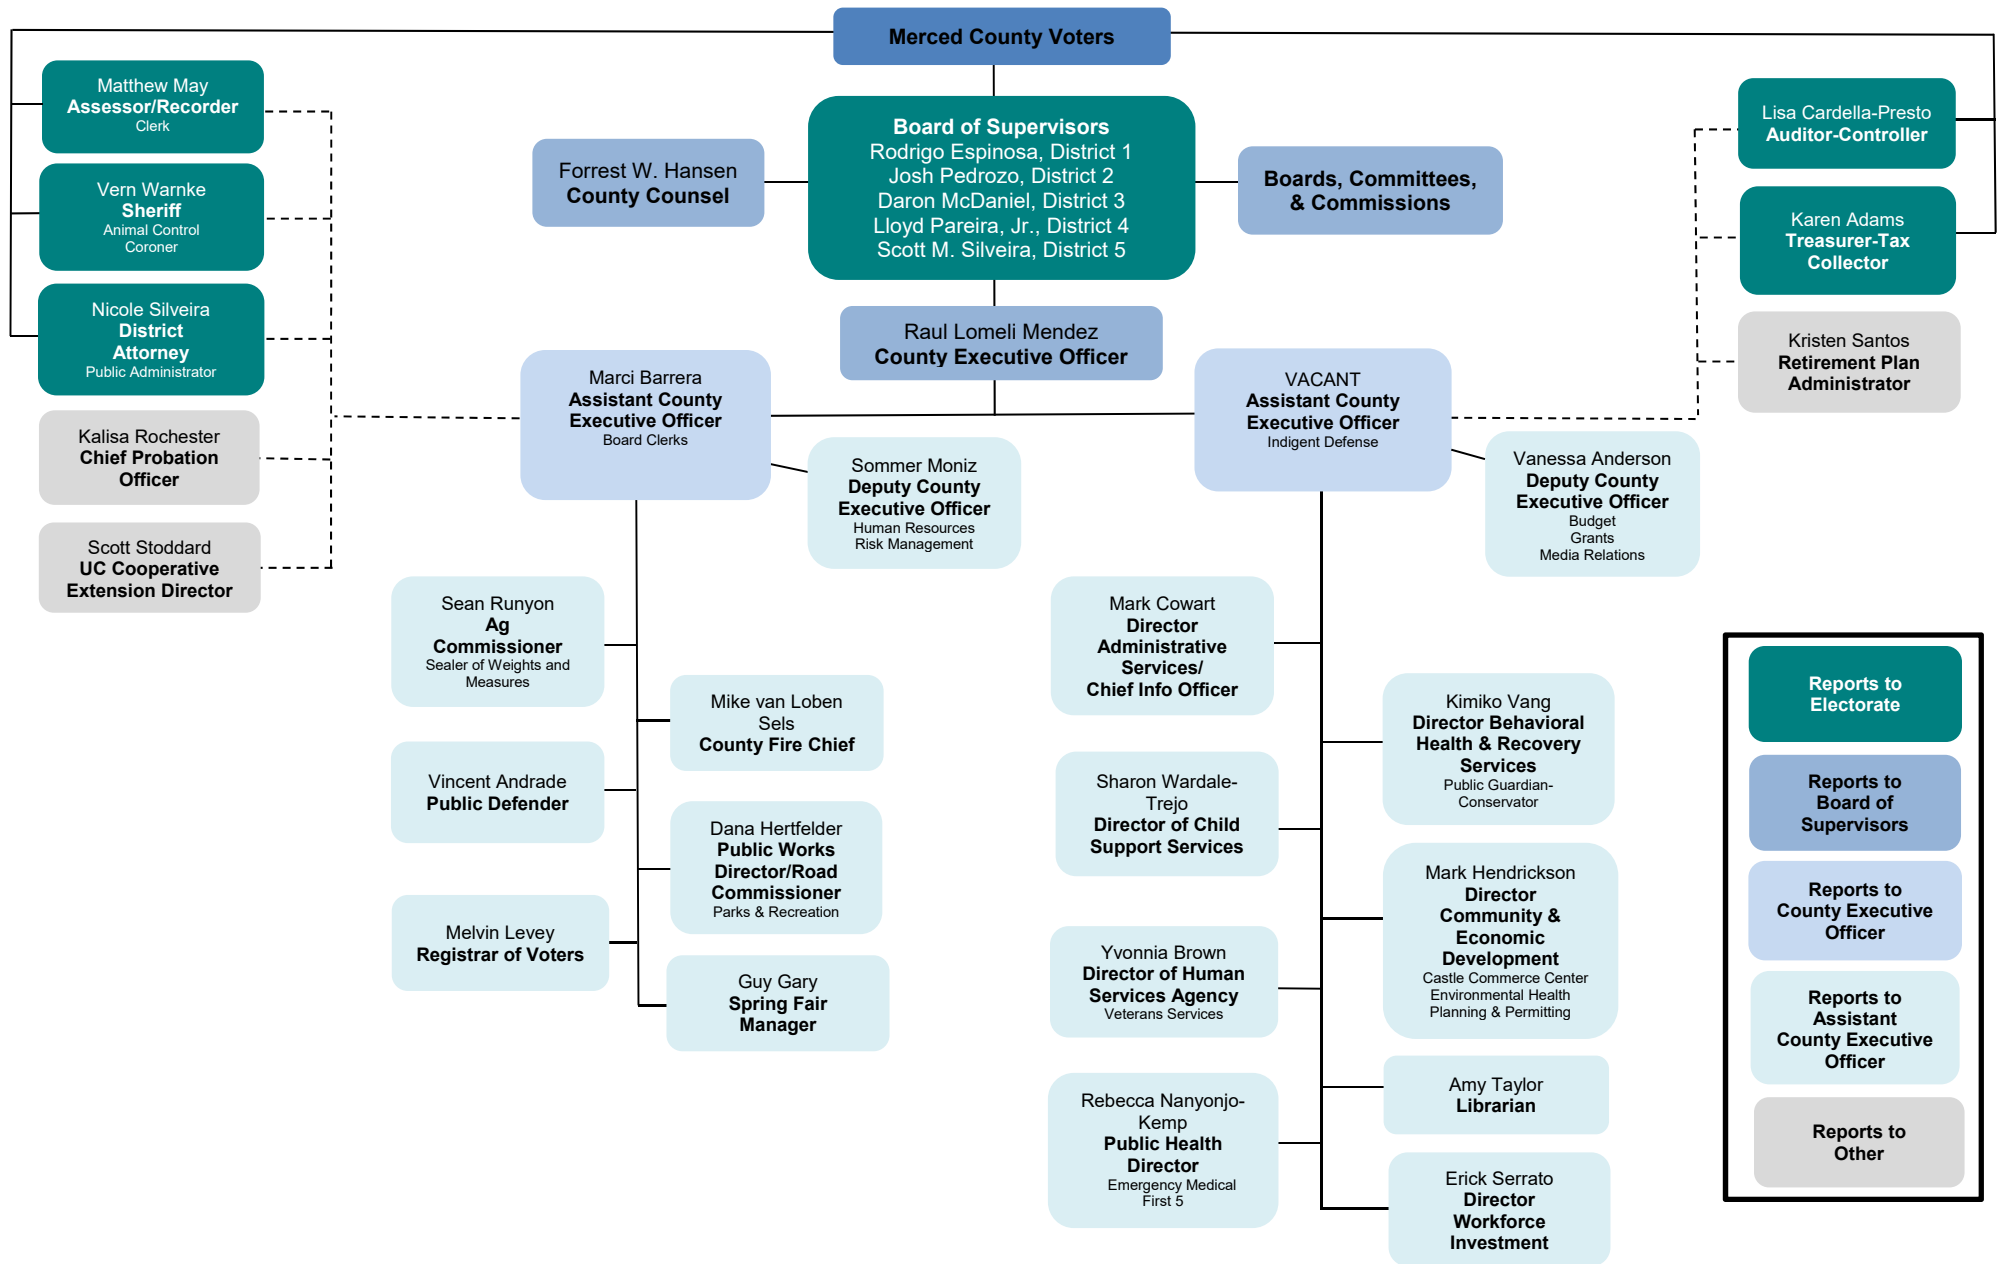 Merced County Voters
Matthew May
Assessor/Recorder
Clerk
Vern Warnke
Sheriff
Animal Control
Coroner
Nicole Silveira
District
Attorney
Public Administrator
Kalisa Rochester
Chief Probation
Officer
Scott Stoddard
UC Cooperative
Extension Director
Forrest W. Hansen
County Counsel
Board of Supervisors
Rodrigo Espinosa, District 1
Josh Pedrozo, District 2
Daron McDaniel, District 3
Lloyd Pareira, Jr., District 4
Scott M. Silveira, District 5
Boards, Committees,
& Commissions
Lisa Cardella-Presto
Auditor-Controller
Karen Adams
Treasurer-Tax
Collector
Kristen Santos
Retirement Plan
Administrator
Raul Lomeli Mendez
County Executive Officer
Marci Barrera
Assistant County
Executive Officer
Board Clerks
Sommer Moniz
Deputy County
Executive Officer
Human Resources
Risk Management
VACANT
Assistant County
Executive Officer
Indigent Defense
Vanessa Anderson
Deputy County
Executive Officer
Budget
Grants
Media Relations
Sean Runyon
Ag
Commissioner
Sealer of Weights and
Measures
Mike van Loben
Sels
County Fire Chief
Vincent Andrade
Public Defender
Dana Hertfelder
Public Works
Director/Road
Commissioner
Parks & Recreation
Melvin Levey
Registrar of Voters
Guy Gary
Spring Fair
Manager
Mark Cowart
Director
Administrative
Services/
Chief Info Officer
Kimiko Vang
Director Behavioral
Health & Recovery
Services
Public Guardian-
Conservator
Sharon Wardale-
Trejo
Director of Child
Support Services
Mark Hendrickson
Director
Community &
Economic
Development
Castle Commerce Center
Environmental Health
Planning & Permitting
Yvonnia Brown
Director of Human
Services Agency
Veterans Services
Amy Taylor
Librarian
Rebecca Nanyonjo-
Kemp
Public Health
Director
Emergency Medical
First 5
Erick Serrato
Director
Workforce
Investment
Reports to
Electorate
Reports to
Board of
Supervisors
Reports to
County Executive
Officer
Reports to
Assistant
County Executive
Officer
Reports to
Other